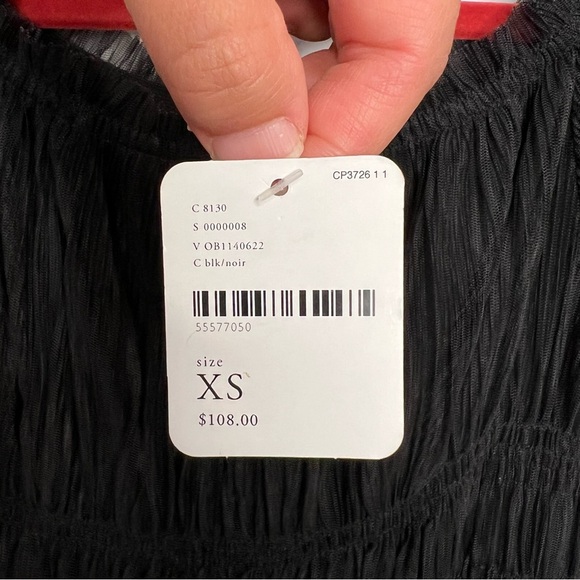 CP3726 1 1
C 8130
S 0000008
V OB1140622
C blk/noir
55577050
size
XS
$108.00